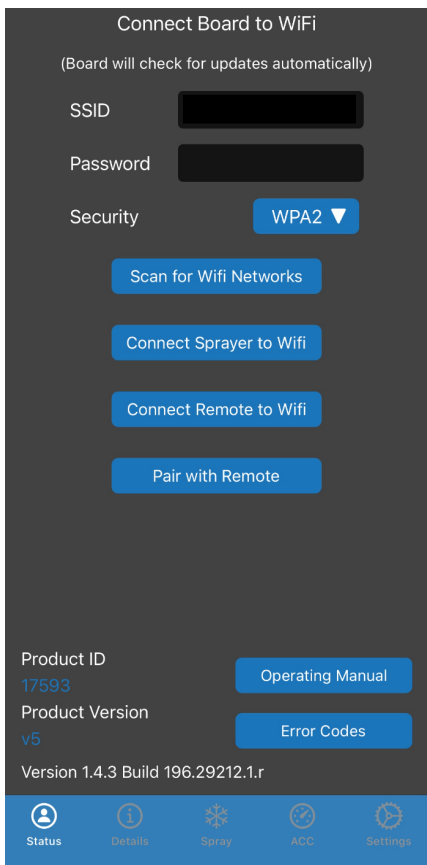 Connect Board to WiFi
(Board will check for updates automatically)
SSID
Password
Security WPA2
Scan for Wifi Networks
Connect Sprayer to Wifi
Connect Remote to Wifi
Pair with Remote
Product ID
17593
Operating Manual
Product Version
v5
Error Codes
Version 1.4.3 Build 196.29212.1.r
Status Details Spray ACC Settings